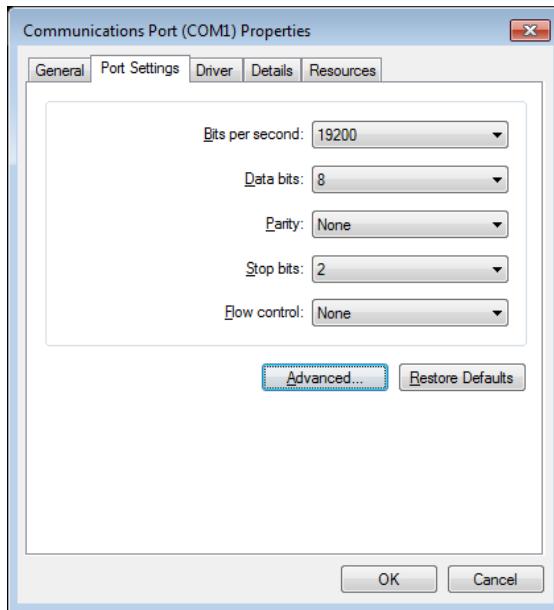 Communications Port (COM1) Properties
General Port Settings Driver Details Resources
Bits per second: 19200
Data bits: 8
Parity: None
Stop bits: 2
Flow control: None
Advanced... Restore Defaults
OK Cancel